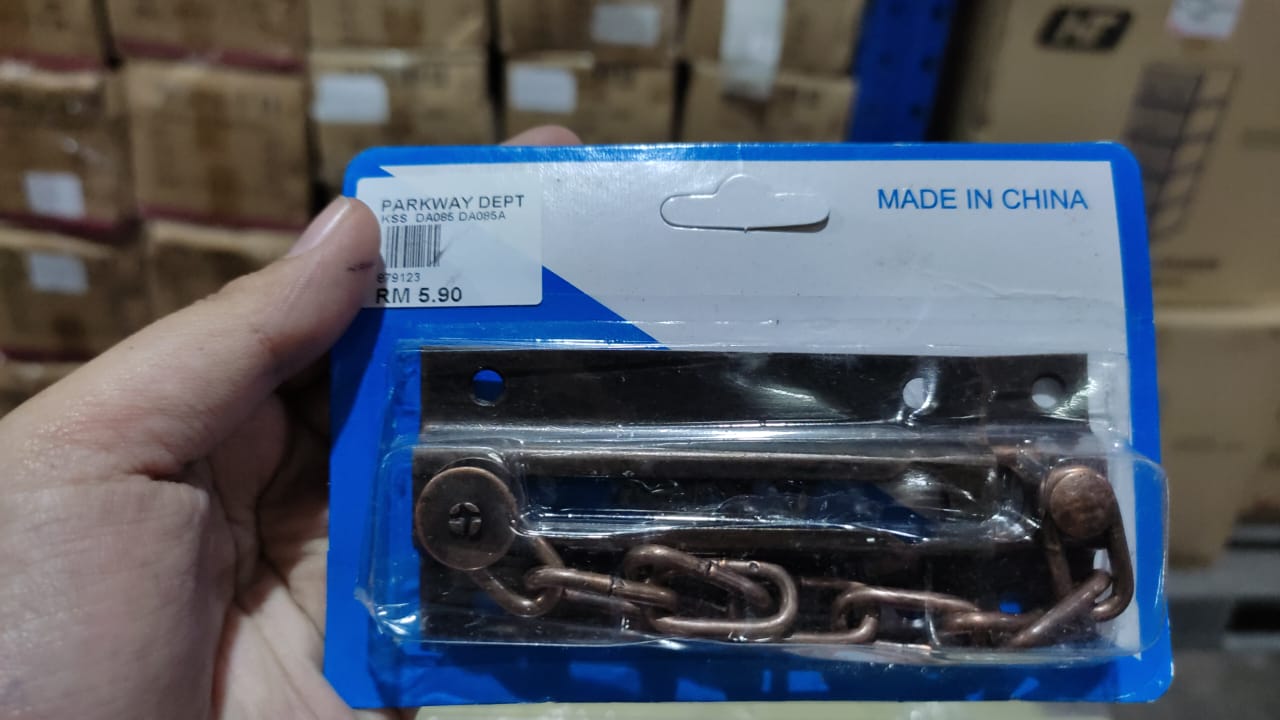 PARKWAY DEPT
KSS DA085 DA085A
879123
RM 5.90
MADE IN CHINA